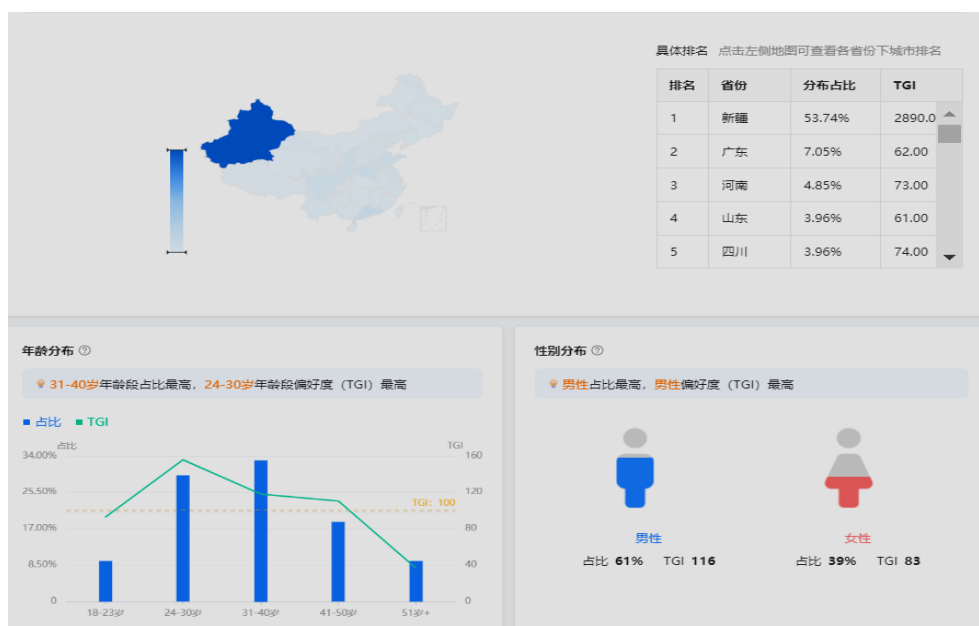 具体排名 点击左侧地图可查看各省份下城市排名
排名 省份 分布占比 TGI
1 新疆 53.74% 2890.0
2 广东 7.05% 62.00
3 河南 4.85% 73.00
4 山东 3.96% 61.00
5 四川 3.96% 74.00
年龄分布
31-40岁年龄段占比最高，24-30岁年龄段偏好度（TGI）最高
占比 TGI
占比 TGI
34.00% 160
25.50% 120
TGI: 100
17.00% 80
8.50% 40
0 0
18-23岁 24-30岁 31-40岁 41-50岁 51岁+
性别分布
男性占比最高，男性偏好度（TGI）最高
男性 女性
占比 61% TGI 116 占比 39% TGI 83